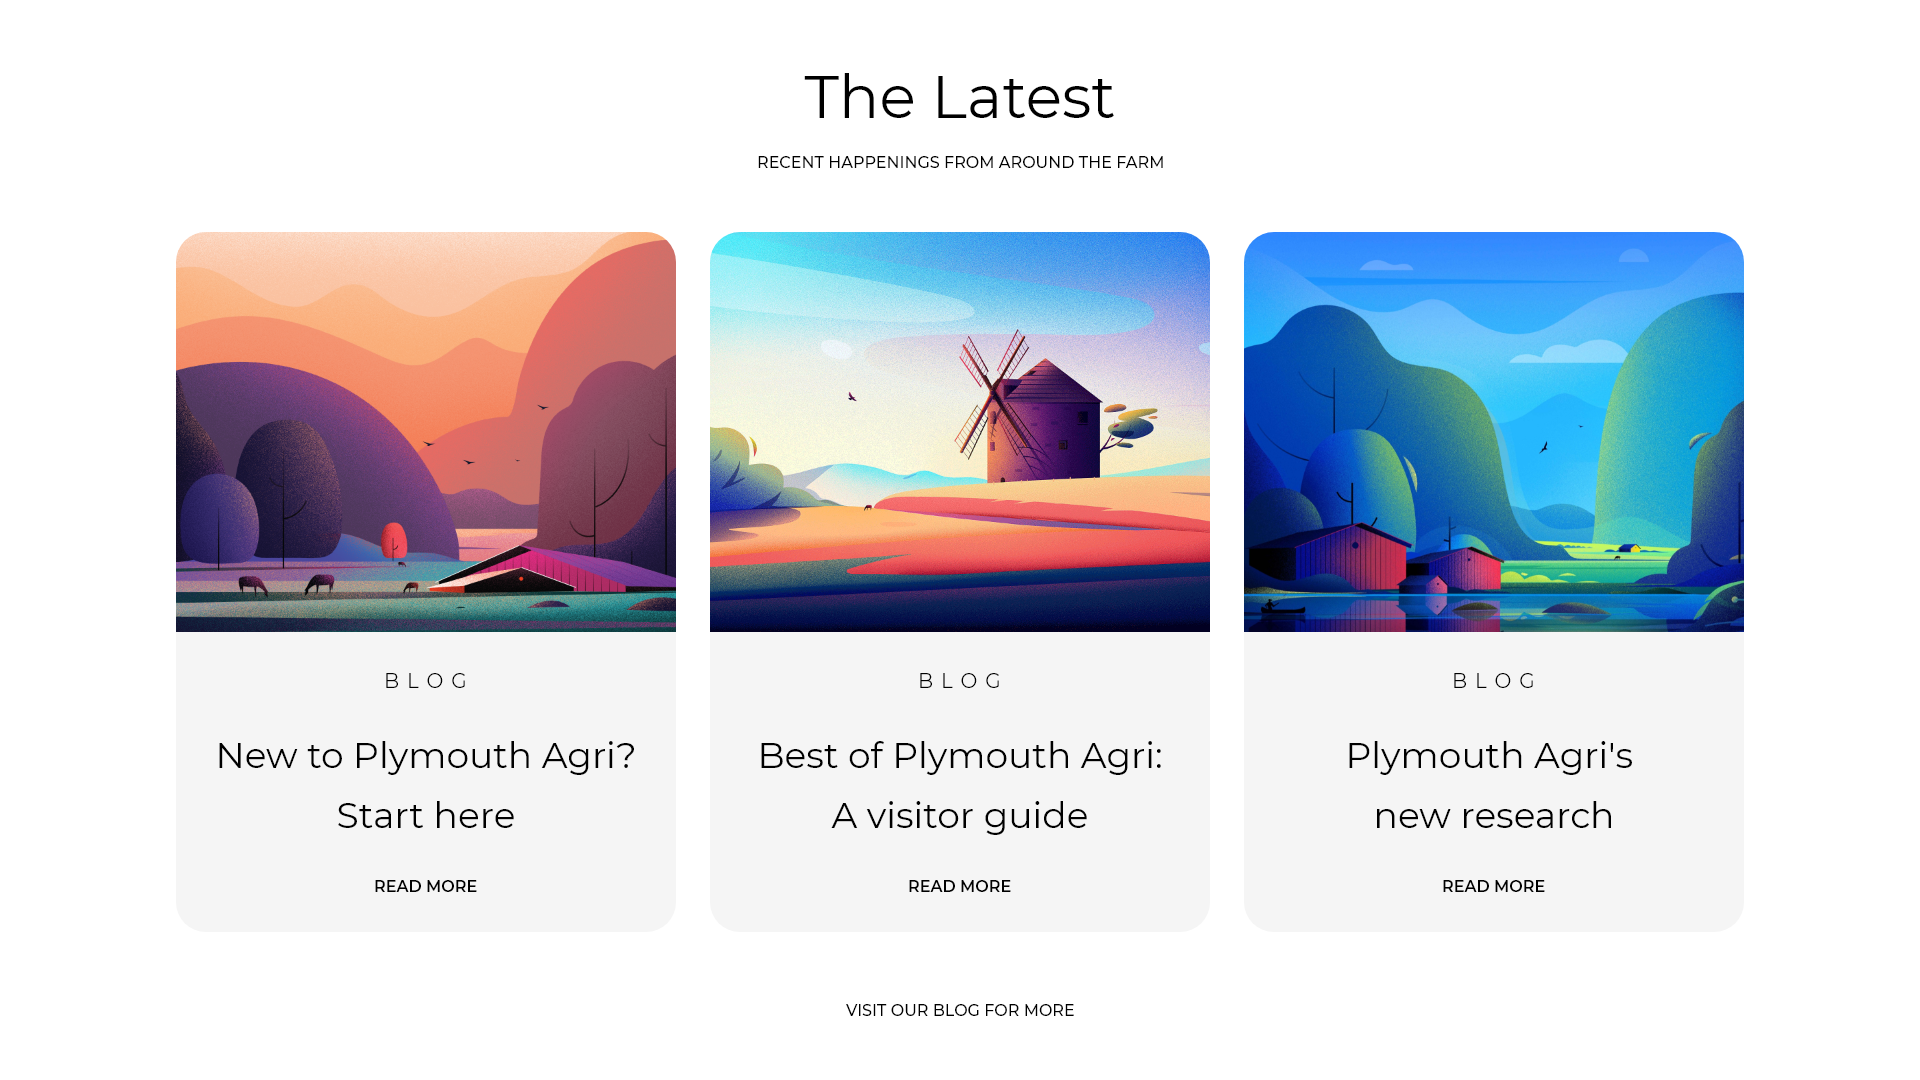 The Latest
RECENT HAPPENINGS FROM AROUND THE FARM
BLOG
New to Plymouth Agri?
Start here
READ MORE
BLOG
Best of Plymouth Agri:
A visitor guide
READ MORE
BLOG
Plymouth Agri's
new research
READ MORE
VISIT OUR BLOG FOR MORE